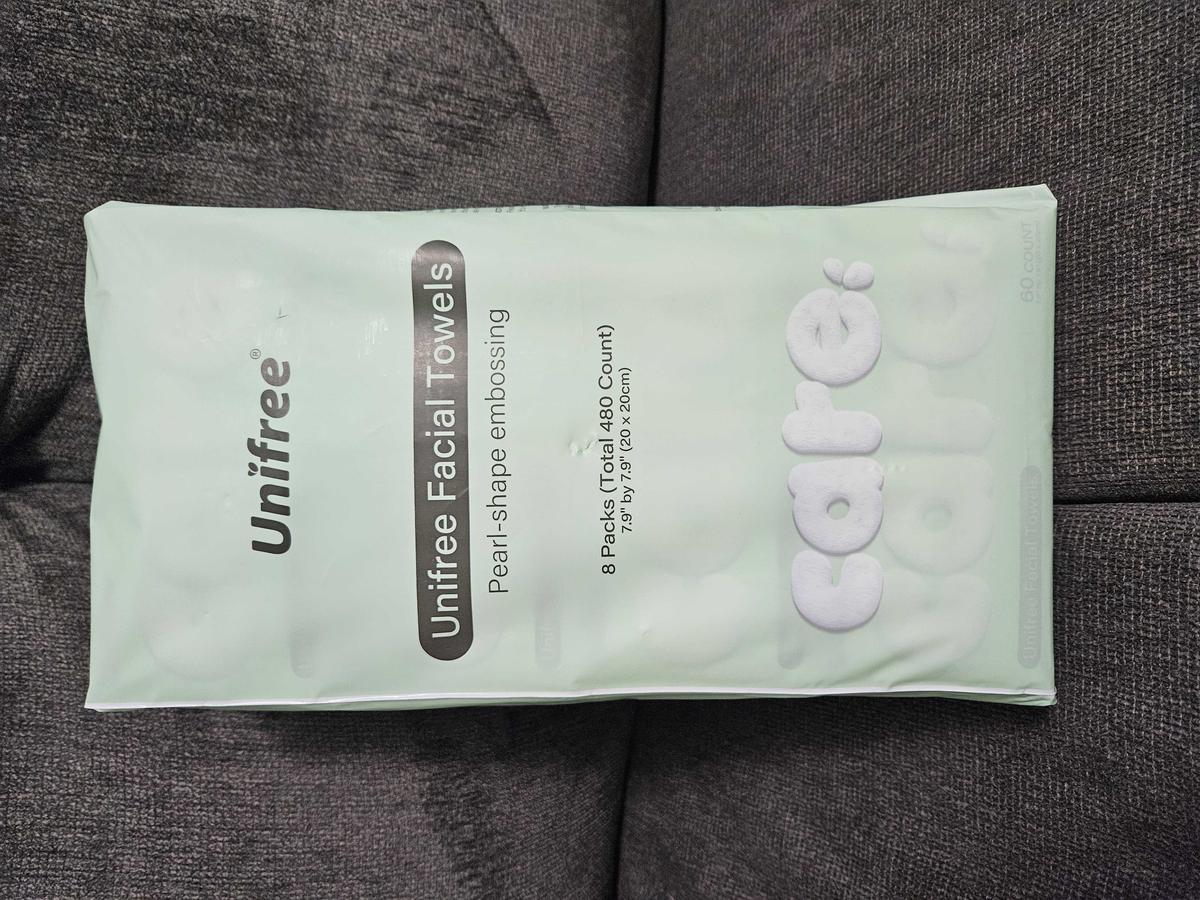 Unifree®
Unifree Facial Towels
Pearl-shape embossing
8 Packs (Total 480 Count)
7.9" by 7.9" (20 x 20cm)
care
care
60 COUNT
Unifree Facial Towels